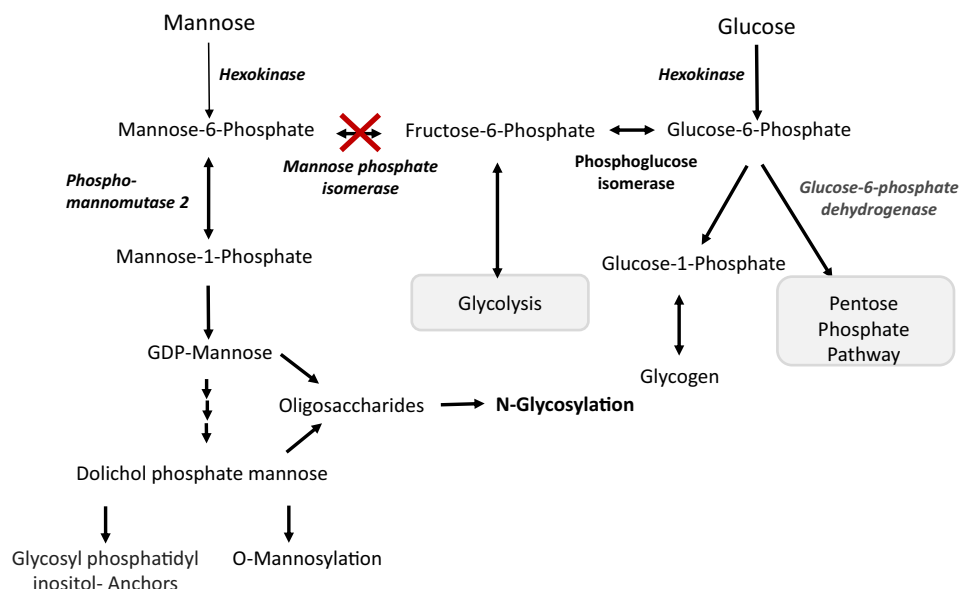 Mannose
Glucose
Hexokinase
Hexokinase
Mannose-6-Phosphate
Fructose-6-Phosphate
Glucose-6-Phosphate
Mannose phosphate
isomerase
Phosphoglucose
isomerase
Phospho-
mannomutase 2
Glucose-6-phosphate
dehydrogenase
Mannose-1-Phosphate
Glucose-1-Phosphate
Glycolysis
Pentose
Phosphate
Pathway
GDP-Mannose
Glycogen
Oligosaccharides
N-Glycosylation
Dolichol phosphate mannose
Glycosyl phosphatidyl
inositol- Anchors
O-Mannosylation